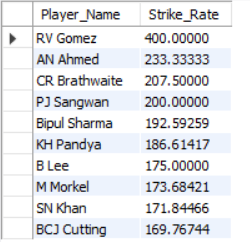 Player_Name Strike_Rate
RV Gomez 400.00000
AN Ahmed 233.33333
CR Brathwaite 207.50000
PJ Sangwan 200.00000
Bipul Sharma 192.59259
KH Pandya 186.61417
B Lee 175.00000
M Morkel 173.68421
SN Khan 171.84466
BCJ Cutting 169.76744